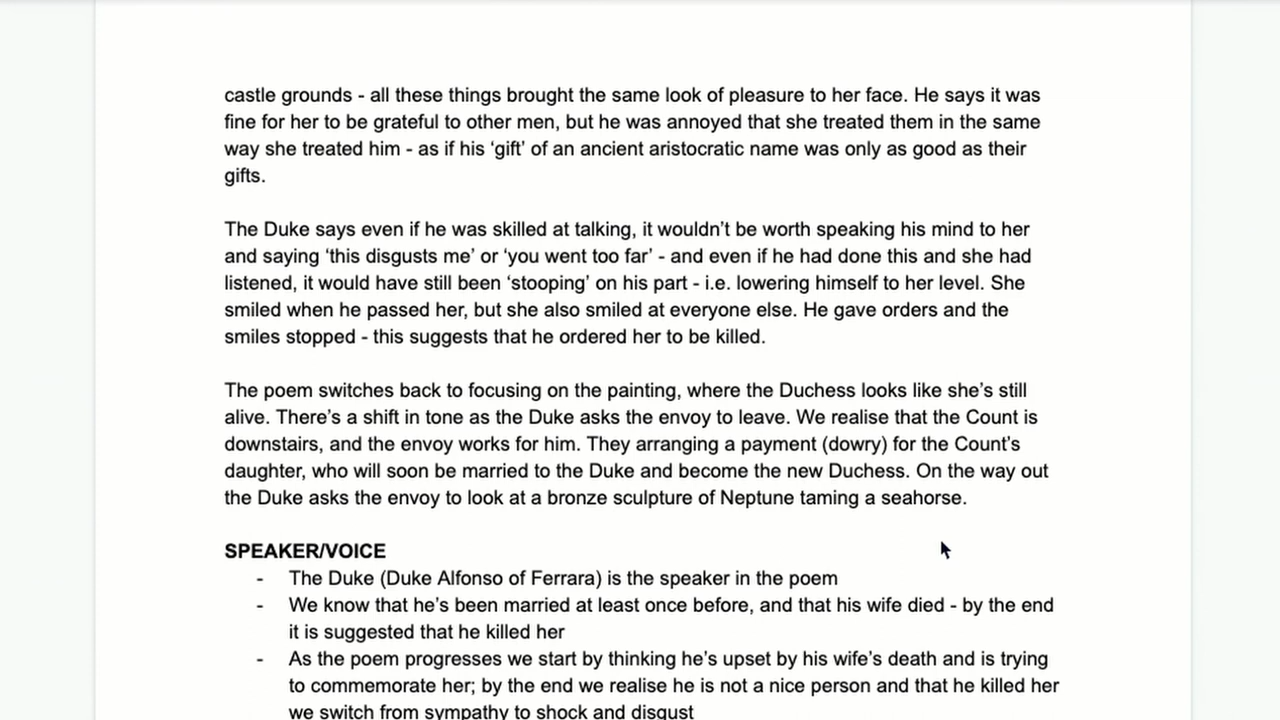 castle grounds - all these things brought the same look of pleasure to her face. He says it was
fine for her to be grateful to other men, but he was annoyed that she treated them in the same
way she treated him - as if his ‘gift’ of an ancient aristocratic name was only as good as their
gifts.
The Duke says even if he was skilled at talking, it wouldn’t be worth speaking his mind to her
and saying ‘this disgusts me’ or ‘you went too far’ - and even if he had done this and she had
listened, it would have still been ‘stooping’ on his part - i.e. lowering himself to her level. She
smiled when he passed her, but she also smiled at everyone else. He gave orders and the
smiles stopped - this suggests that he ordered her to be killed.
The poem switches back to focusing on the painting, where the Duchess looks like she’s still
alive. There’s a shift in tone as the Duke asks the envoy to leave. We realise that the Count is
downstairs, and the envoy works for him. They arranging a payment (dowry) for the Count’s
daughter, who will soon be married to the Duke and become the new Duchess. On the way out
the Duke asks the envoy to look at a bronze sculpture of Neptune taming a seahorse.
SPEAKER/VOICE
- The Duke (Duke Alfonso of Ferrara) is the speaker in the poem
- We know that he’s been married at least once before, and that his wife died - by the end
it is suggested that he killed her
- As the poem progresses we start by thinking he’s upset by his wife’s death and is trying
to commemorate her; by the end we realise he is not a nice person and that he killed her
we switch from sympathy to shock and disgust